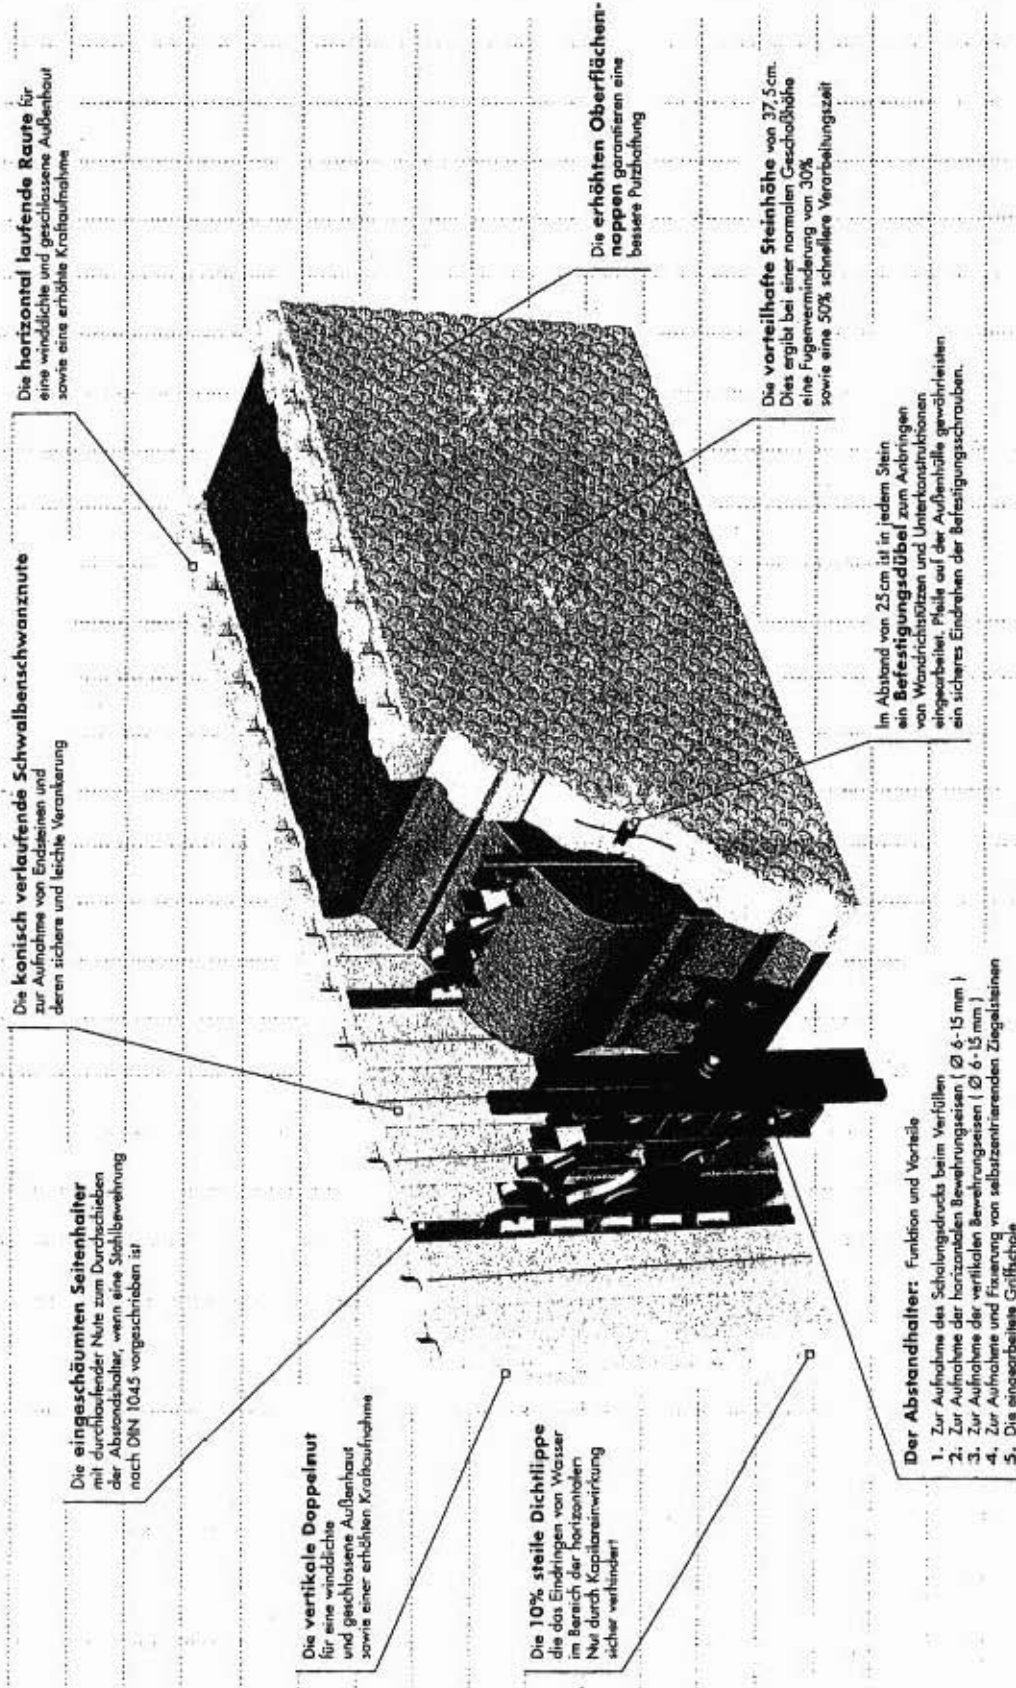 Die eingeschäumten Seitenhalter
mit durchlaufender Nute zum Durchschieben
der Abstandshalter, wenn eine Stahlbewehrung
nach DIN 1045 vorgeschrieben ist
Die konisch verlaufende Schwalbenschwanznute
zur Aufnahme von Endsteinen und
deren sichere und leichte Verankerung
Die horizontal laufende Raute für
eine winddichte und geschlossene Außenhaut
sowie eine erhöhte Kraftaufnahme
Die vertikale Doppelnut
für eine winddichte
und geschlossene Außenhaut
sowie einer erhöhten Kraftaufnahme
Die 10% steile Dichtlippe
die das Eindringen von Wasser
im Bereich der horizontalen
Nut durch Kapilareinwirkung
sicher verhindert
Die erhöhten Oberflächen-
noppen garantieren eine
bessere Putzhaftung
Die vorteilhafte Steinhöhe von 37,5cm.
Dies ergibt bei einer normalen Geschoßhöhe
eine Fugenverminderung von 30%
sowie eine 50% schnellere Verarbeitungszeit
Im Abstand von 25cm ist in jedem Stein
ein Befestigungsdübel zum Anbringen
von Wandrichtstützen und Unterkonstruktionen
eingearbeitet. Pfeile auf der Außenhülle gewährleisten
ein sicheres Eindrehen der Befestigungsschrauben.
Der Abstandhalter: Funktion und Vorteile
1. Zur Aufnahme des Schalungsdrucks beim Verfüllen
2. Zur Aufnahme der horizontalen Bewehrungseisen ( Ø 6-15 mm )
3. Zur Aufnahme der vertikalen Bewehrungseisen ( Ø 6-15 mm )
4. Zur Aufnahme und Fixierung von selbstzentrierenden Ziegelsteinen
5. Die eingearbeitete Griffschale